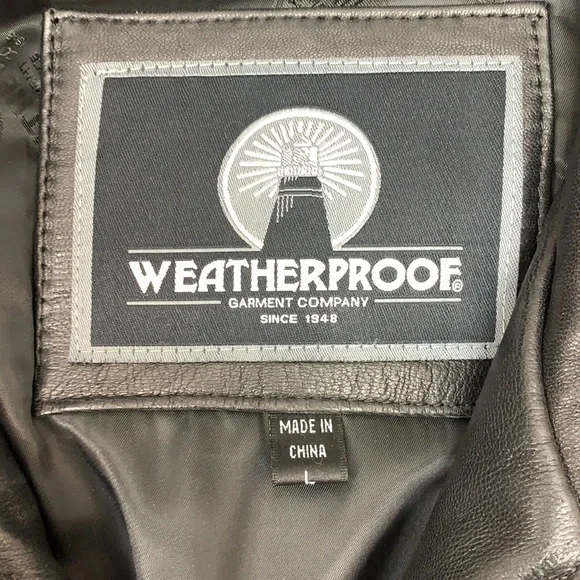 WEATHERPROOF®
GARMENT COMPANY
SINCE 1948
MADE IN
CHINA
L